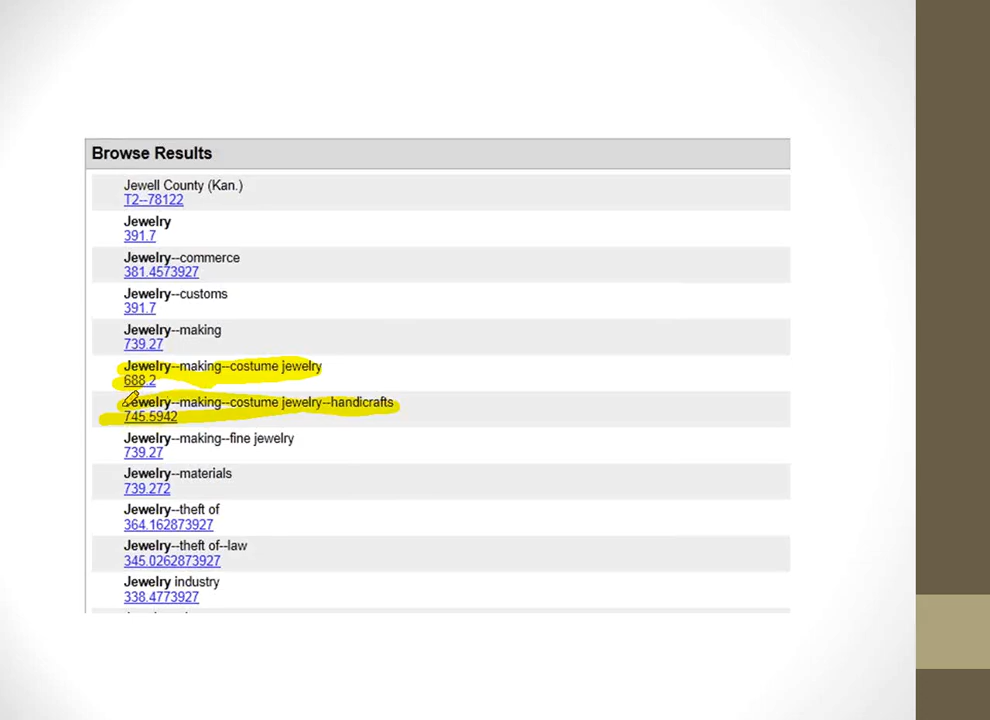 Browse Results
Jewell County (Kan.)
T2--78122
Jewelry
391.7
Jewelry--commerce
381.4573927
Jewelry--customs
391.7
Jewelry--making
739.27
Jewelry--making--costume jewelry
688.2
Jewelry--making--costume jewelry--handicrafts
745.5942
Jewelry--making--fine jewelry
739.27
Jewelry--materials
739.272
Jewelry--theft of
364.162873927
Jewelry--theft of--law
345.0262873927
Jewelry industry
338.4773927